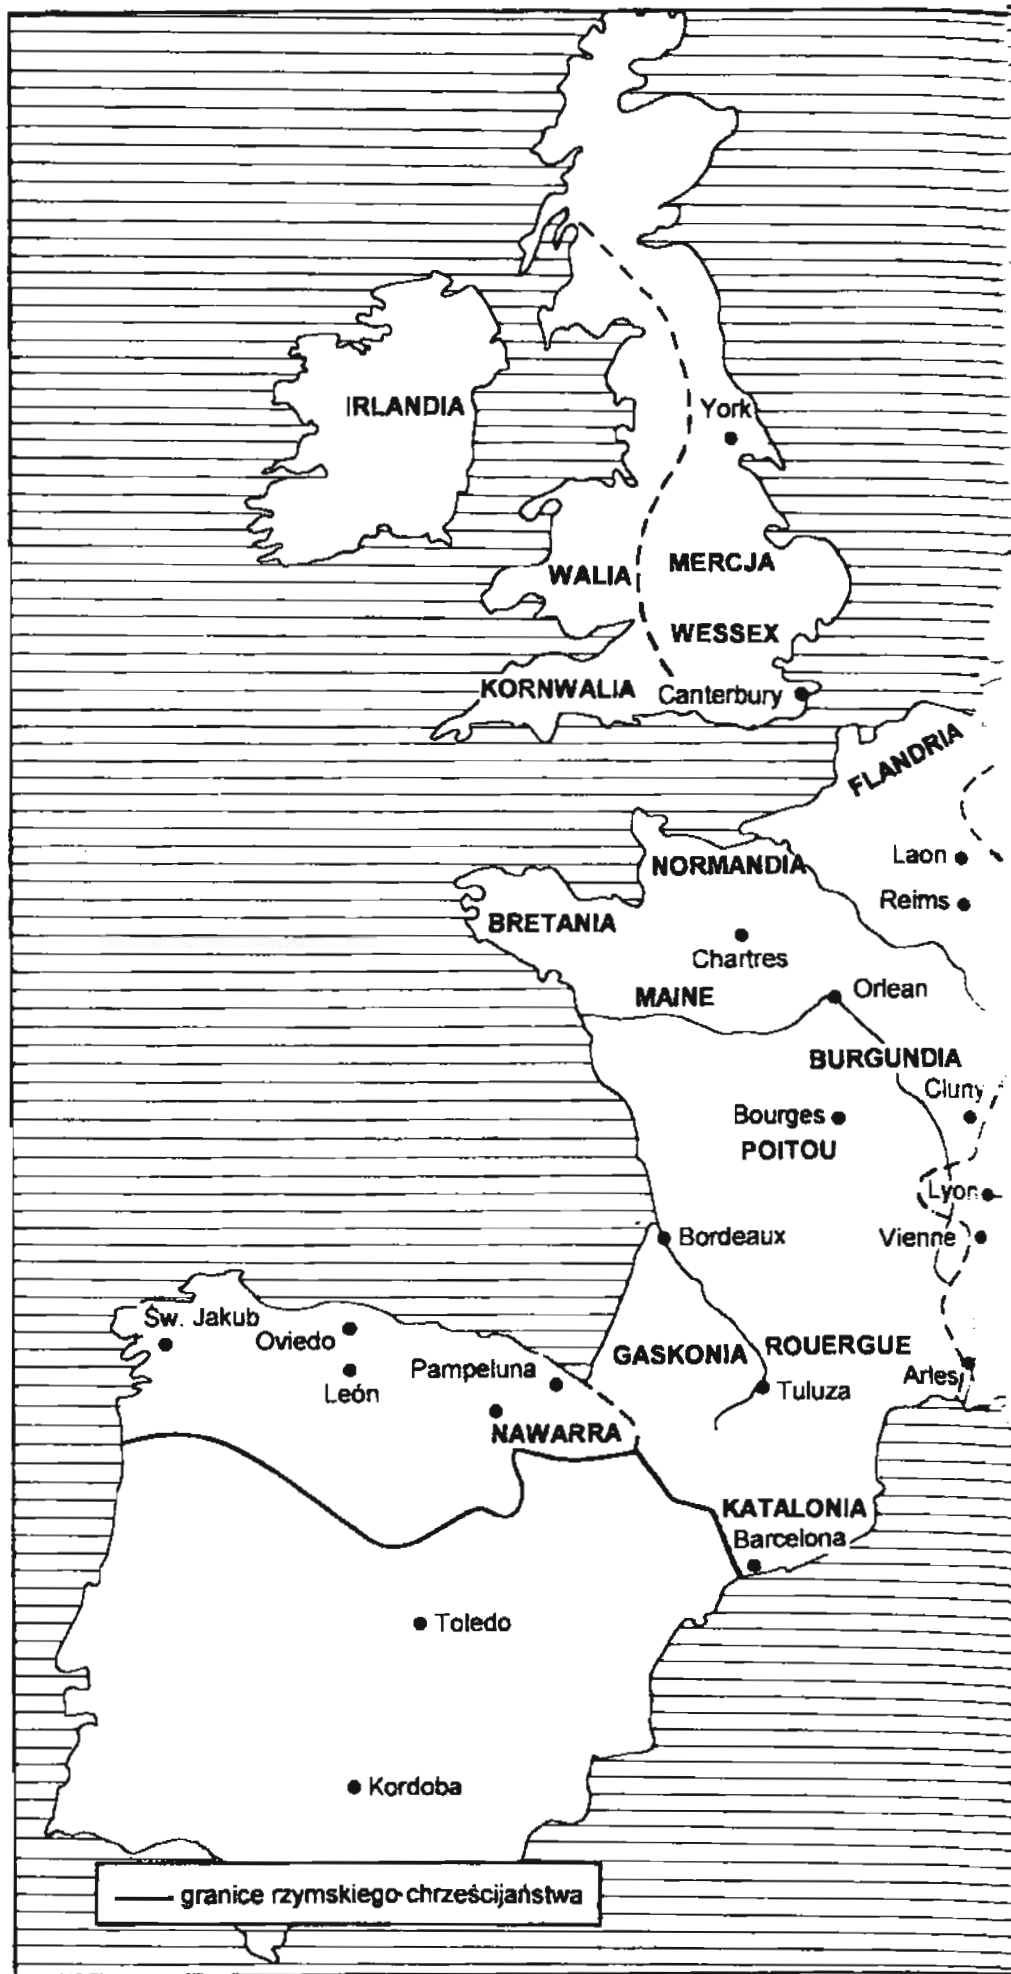 IRLANDIA
York
WALIA
MERCJA
WESSEX
KORNWALIA
Canterbury
FLANDRIA
Laon
NORMANDIA
Reims
BRETANIA
Chartres
MAINE
Orlean
BURGUNDIA
Cluny
Bourges
POITOU
Lyon
Bordeaux
Vienne
Św. Jakub
Oviedo
GASKONIA
ROUERGUE
Pampeluna
Arles
León
Tuluza
NAWARRA
KATALONIA
Barcelona
Toledo
Kordoba
granice rzymskiego chrześcijaństwa